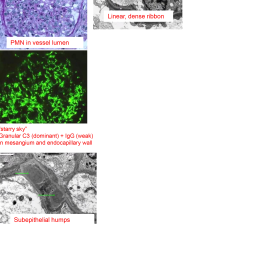 Linear, dense ribbon
PMN in vessel lumen
"starry sky"
Granular C3 (dominant) + IgG (weak)
in mesangium and endocapillary wall
Subepithelial humps